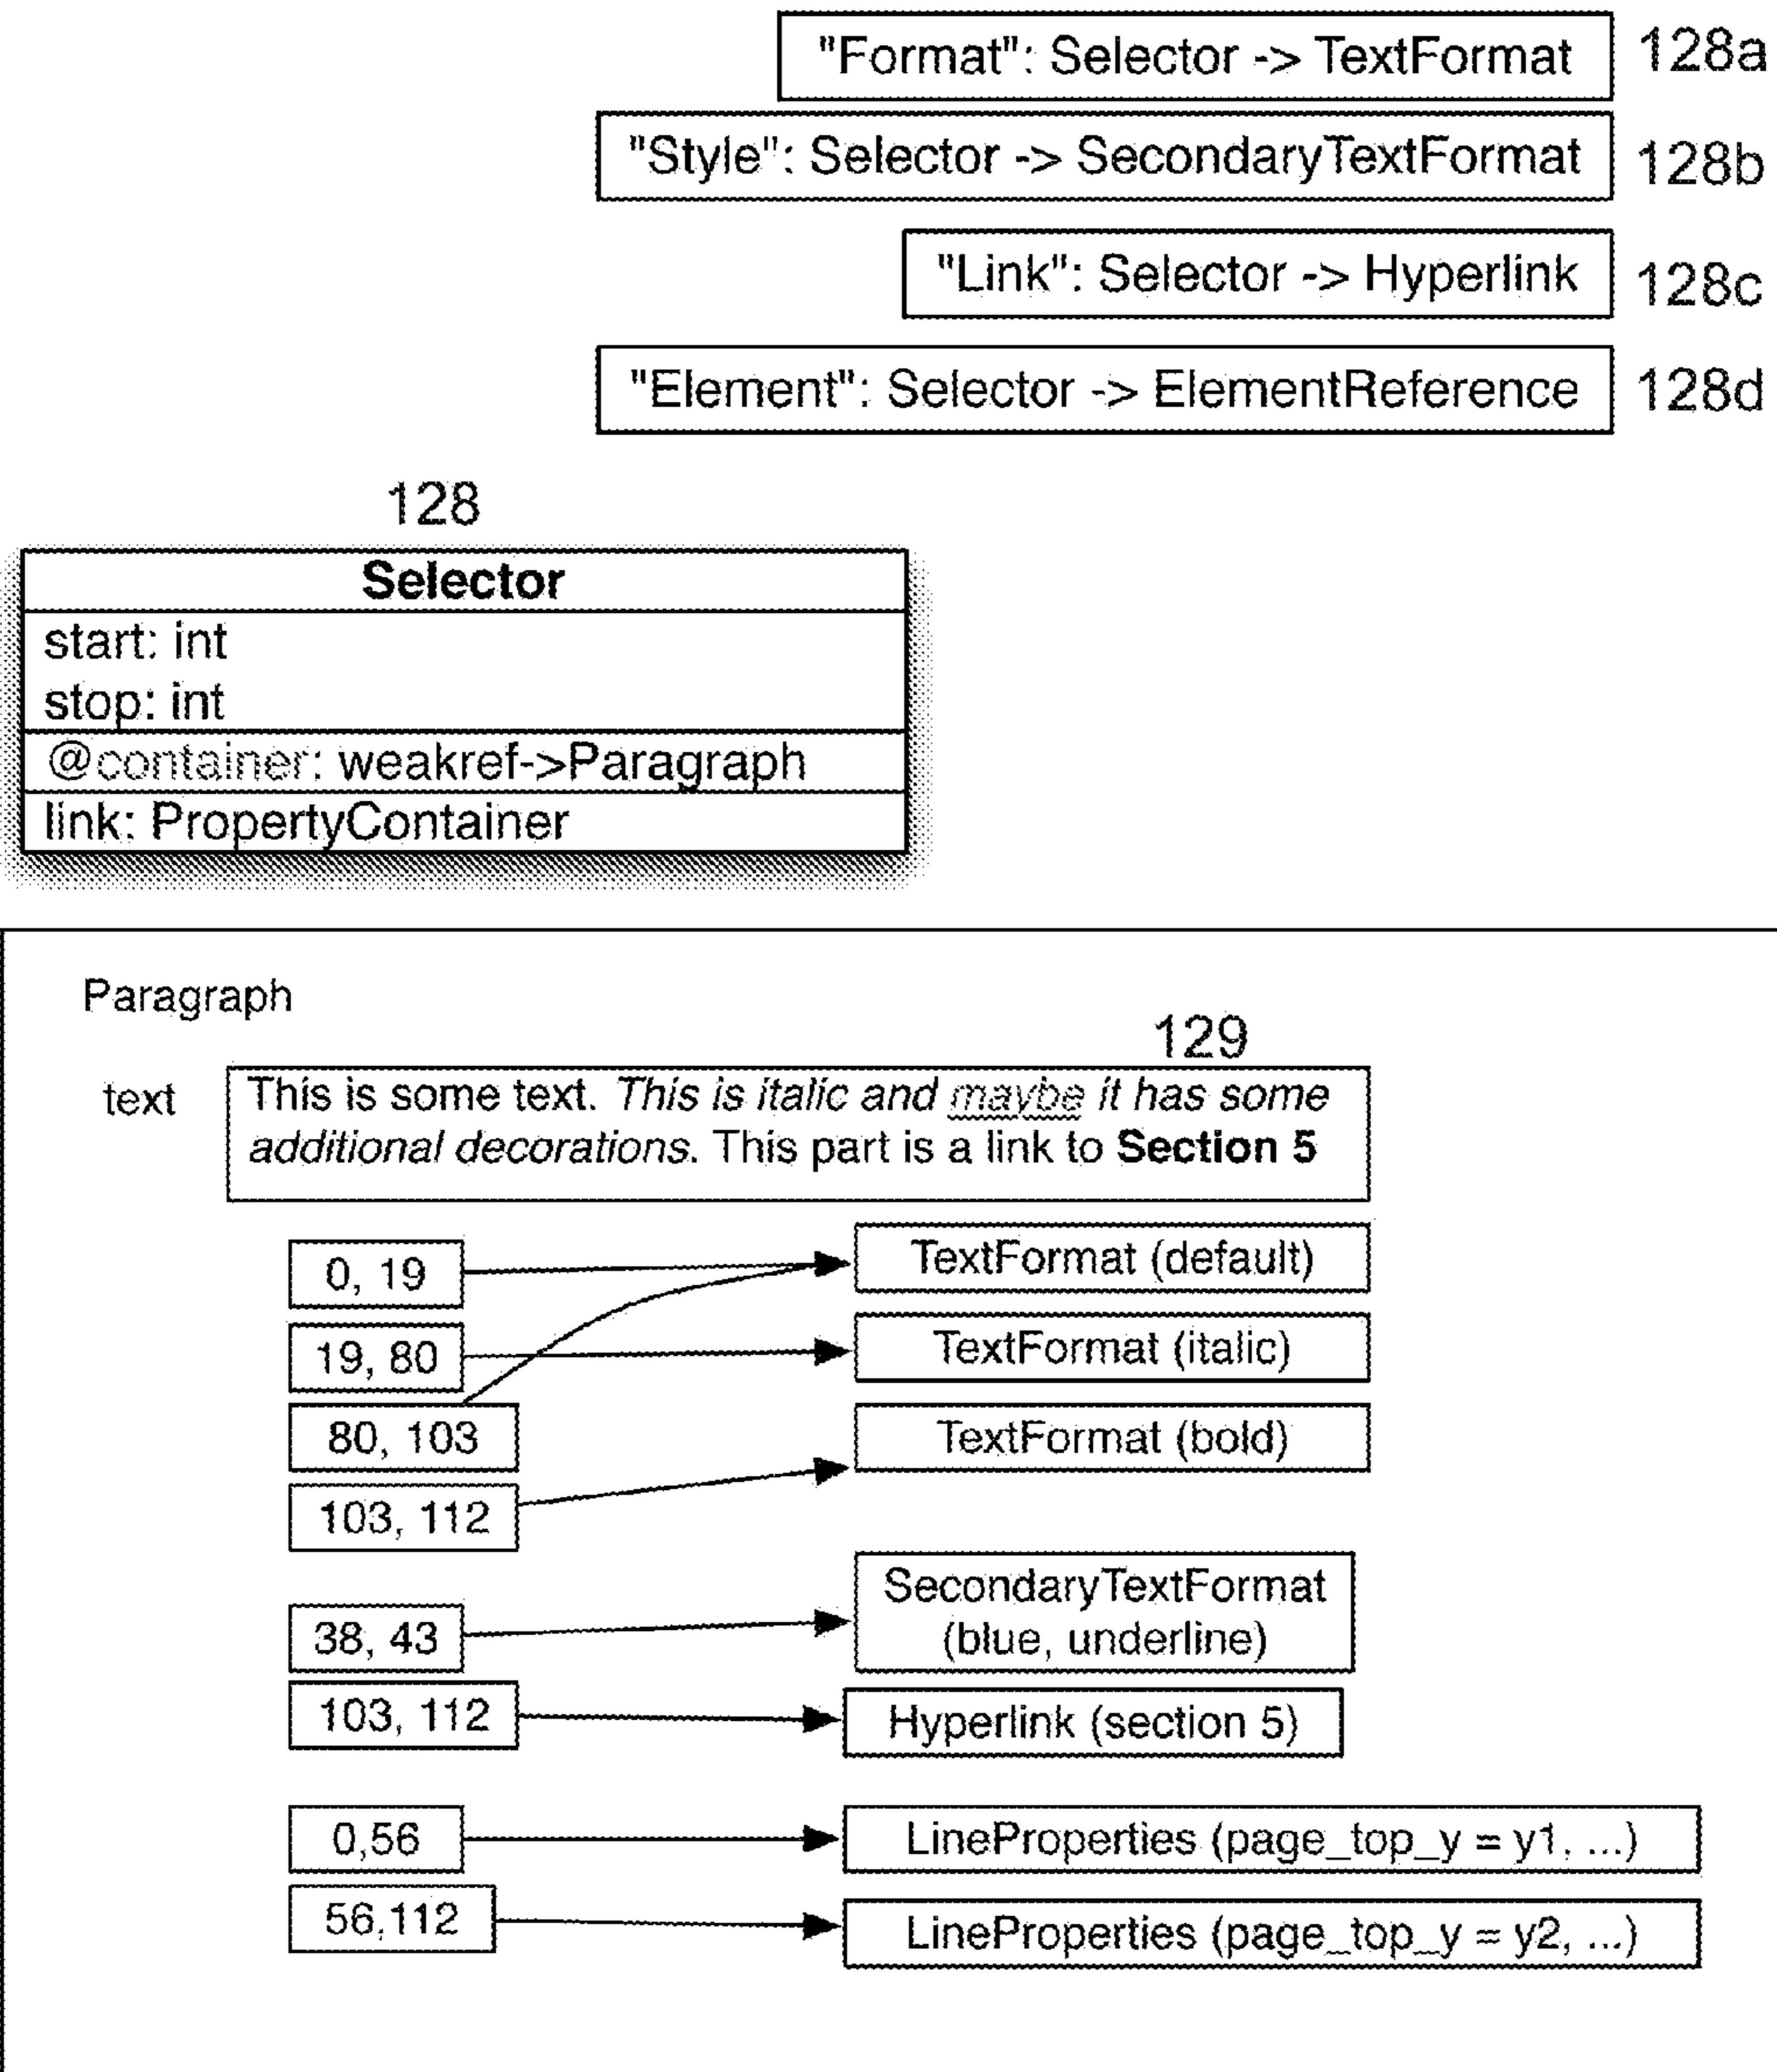 "Format": Selector -> TextFormat 128a
"Style": Selector -> SecondaryTextFormat 128b
"Link": Selector -> Hyperlink 128c
"Element": Selector -> ElementReference 128d
128
Selector
start: int
stop: int
@container: weakref->Paragraph
link: PropertyContainer
Paragraph
129
text
This is some text. This is italic and maybe it has some
additional decorations. This part is a link to Section 5
0, 19
TextFormat (default)
19, 80
TextFormat (italic)
80, 103
TextFormat (bold)
103, 112
38, 43
SecondaryTextFormat
(blue, underline)
103, 112
Hyperlink (section 5)
0,56
LineProperties (page_top_y = y1, ...)
56,112
LineProperties (page_top_y = y2, ...)